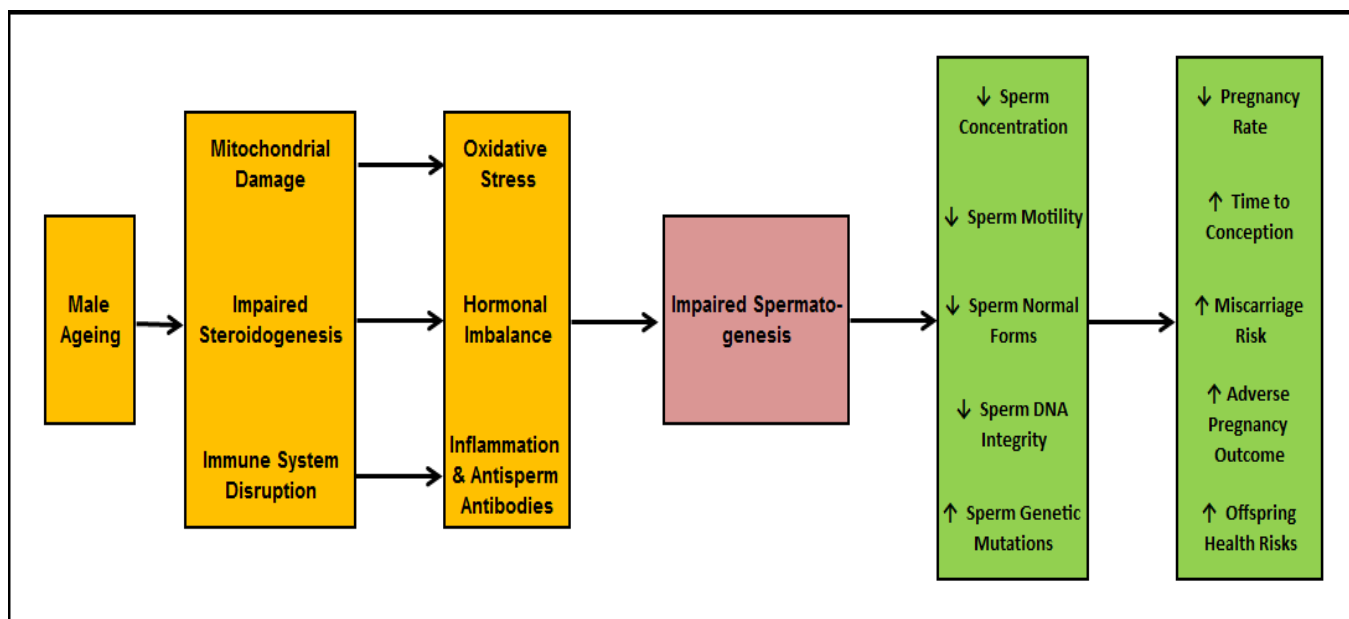 Male
Ageing
Mitochondrial
Damage
Impaired
Steroidogenesis
Immune System
Disruption
Oxidative
Stress
Hormonal
Imbalance
Inflammation
& Antisperm
Antibodies
Impaired Spermato-
genesis
↓ Sperm
Concentration
↓ Sperm Motility
↓ Sperm Normal
Forms
↓ Sperm DNA
Integrity
↑ Sperm Genetic
Mutations
↓ Pregnancy
Rate
↑ Time to
Conception
↑ Miscarriage
Risk
↑ Adverse
Pregnancy
Outcome
↑ Offspring
Health Risks